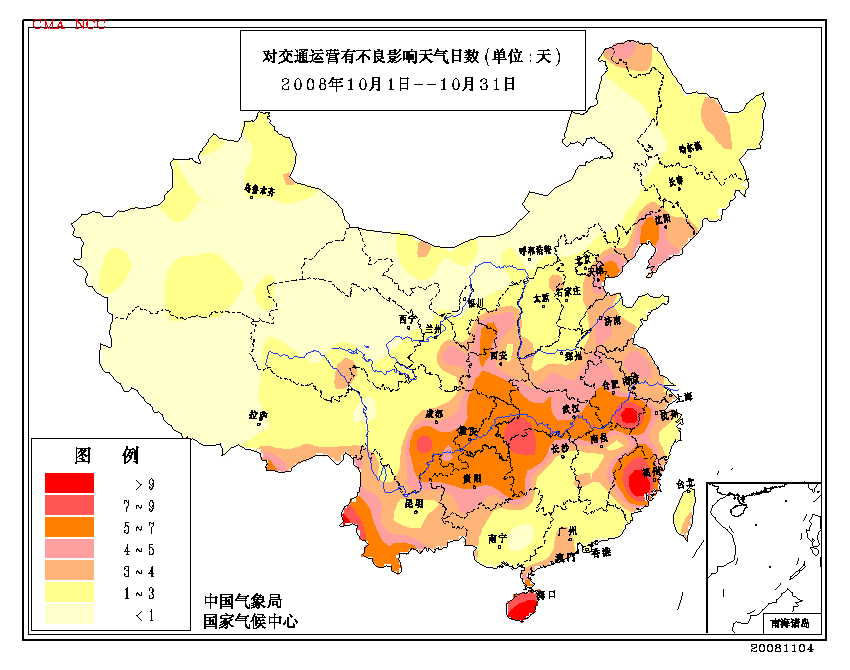 CMA NCC
对交通运营有不良影响天气日数(单位:天)
2008年10月1日--10月31日
哈尔滨
长春
沈阳
乌鲁木齐
呼和浩特
北京
天津
银川
太原
石家庄
西宁
兰州
济南
西安
郑州
合肥
南京
上海
拉萨
成都
重庆
武汉
杭州
长沙
南昌
贵阳
福州
昆明
台北
南宁
广州
澳门
香港
海口
图 例
> 9
7 ~ 9
5 ~ 7
4 ~ 5
3 ~ 4
1 ~ 3
< 1
中国气象局
国家气候中心
南海诸岛
20081104